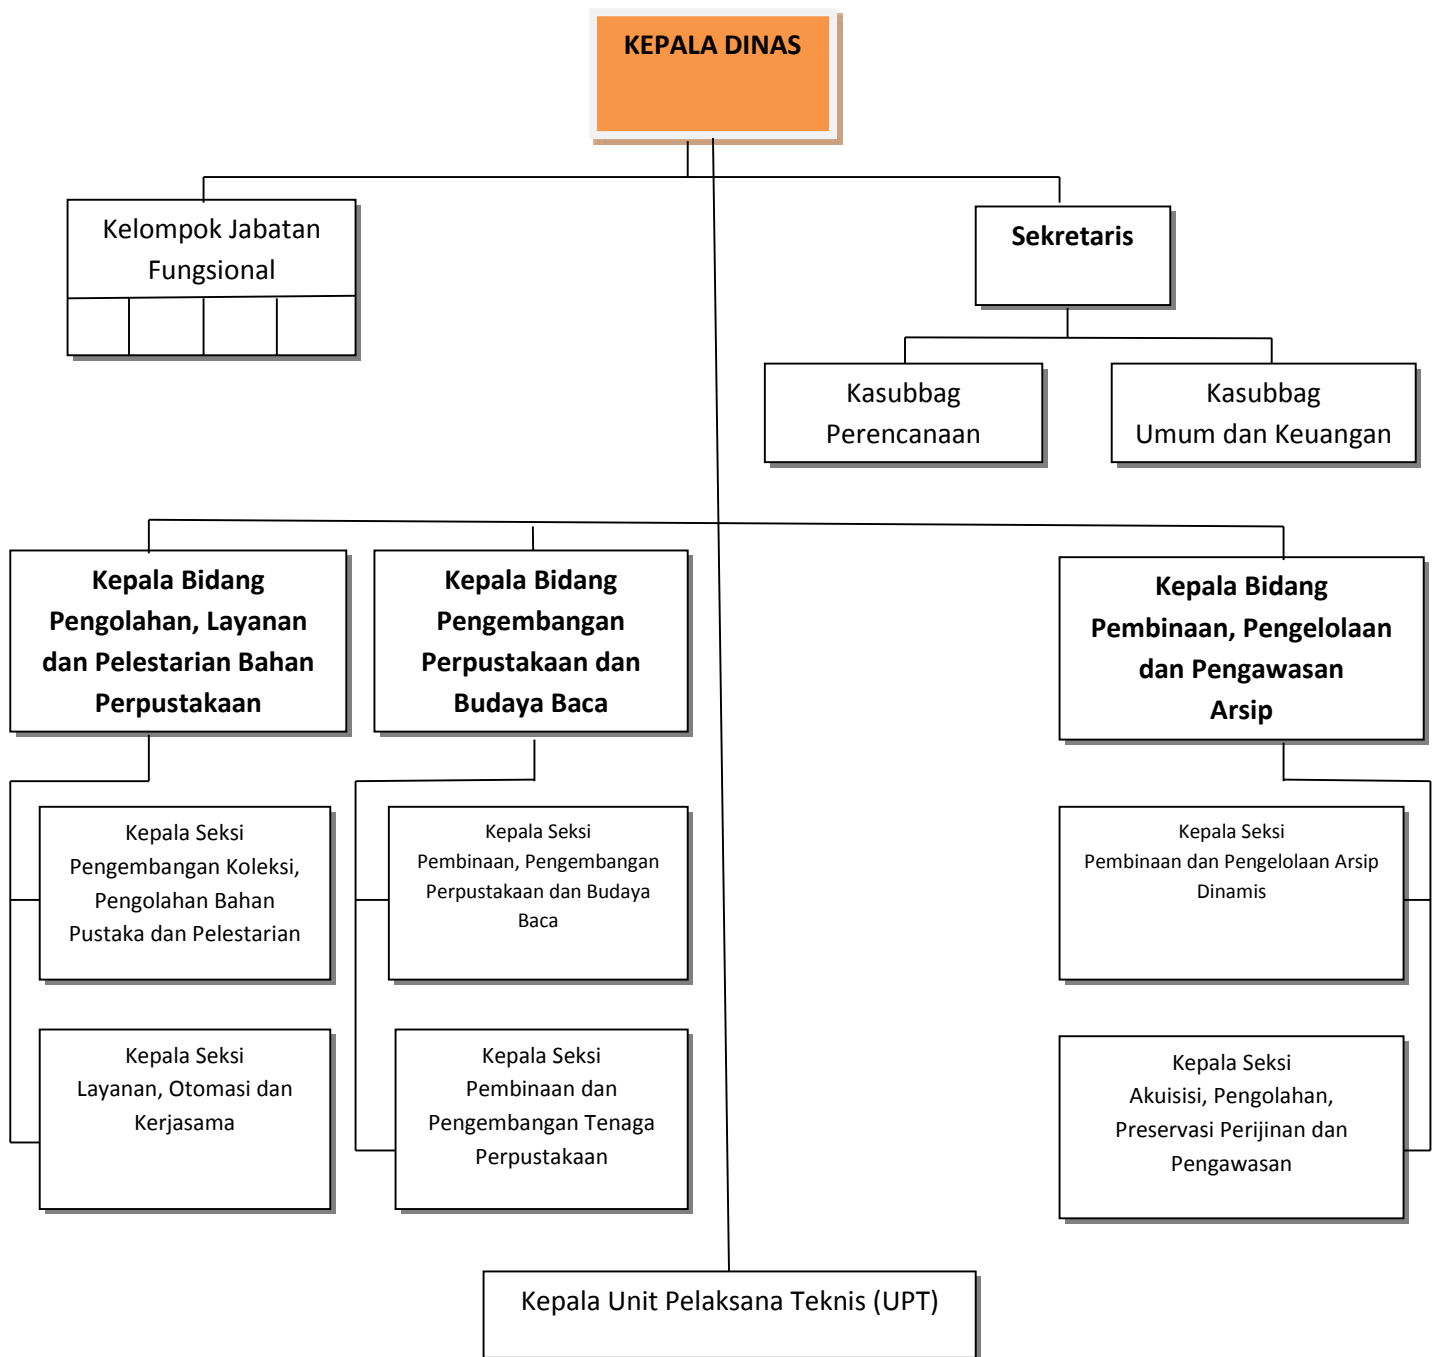 KEPALA DINAS
Kelompok Jabatan
Fungsional
Sekretaris
Kasubbag
Perencanaan
Kasubbag
Umum dan Keuangan
Kepala Bidang
Pengolahan, Layanan
dan Pelestarian Bahan
Perpustakaan
Kepala Bidang
Pengembangan
Perpustakaan dan
Budaya Baca
Kepala Bidang
Pembinaan, Pengelolaan
dan Pengawasan
Arsip
Kepala Seksi
Pengembangan Koleksi,
Pengolahan Bahan
Pustaka dan Pelestarian
Kepala Seksi
Pembinaan, Pengembangan
Perpustakaan dan Budaya
Baca
Kepala Seksi
Pembinaan dan Pengelolaan Arsip
Dinamis
Kepala Seksi
Layanan, Otomasi dan
Kerjasama
Kepala Seksi
Pembinaan dan
Pengembangan Tenaga
Perpustakaan
Kepala Seksi
Akuisisi, Pengolahan,
Preservasi Perijinan dan
Pengawasan
Kepala Unit Pelaksana Teknis (UPT)